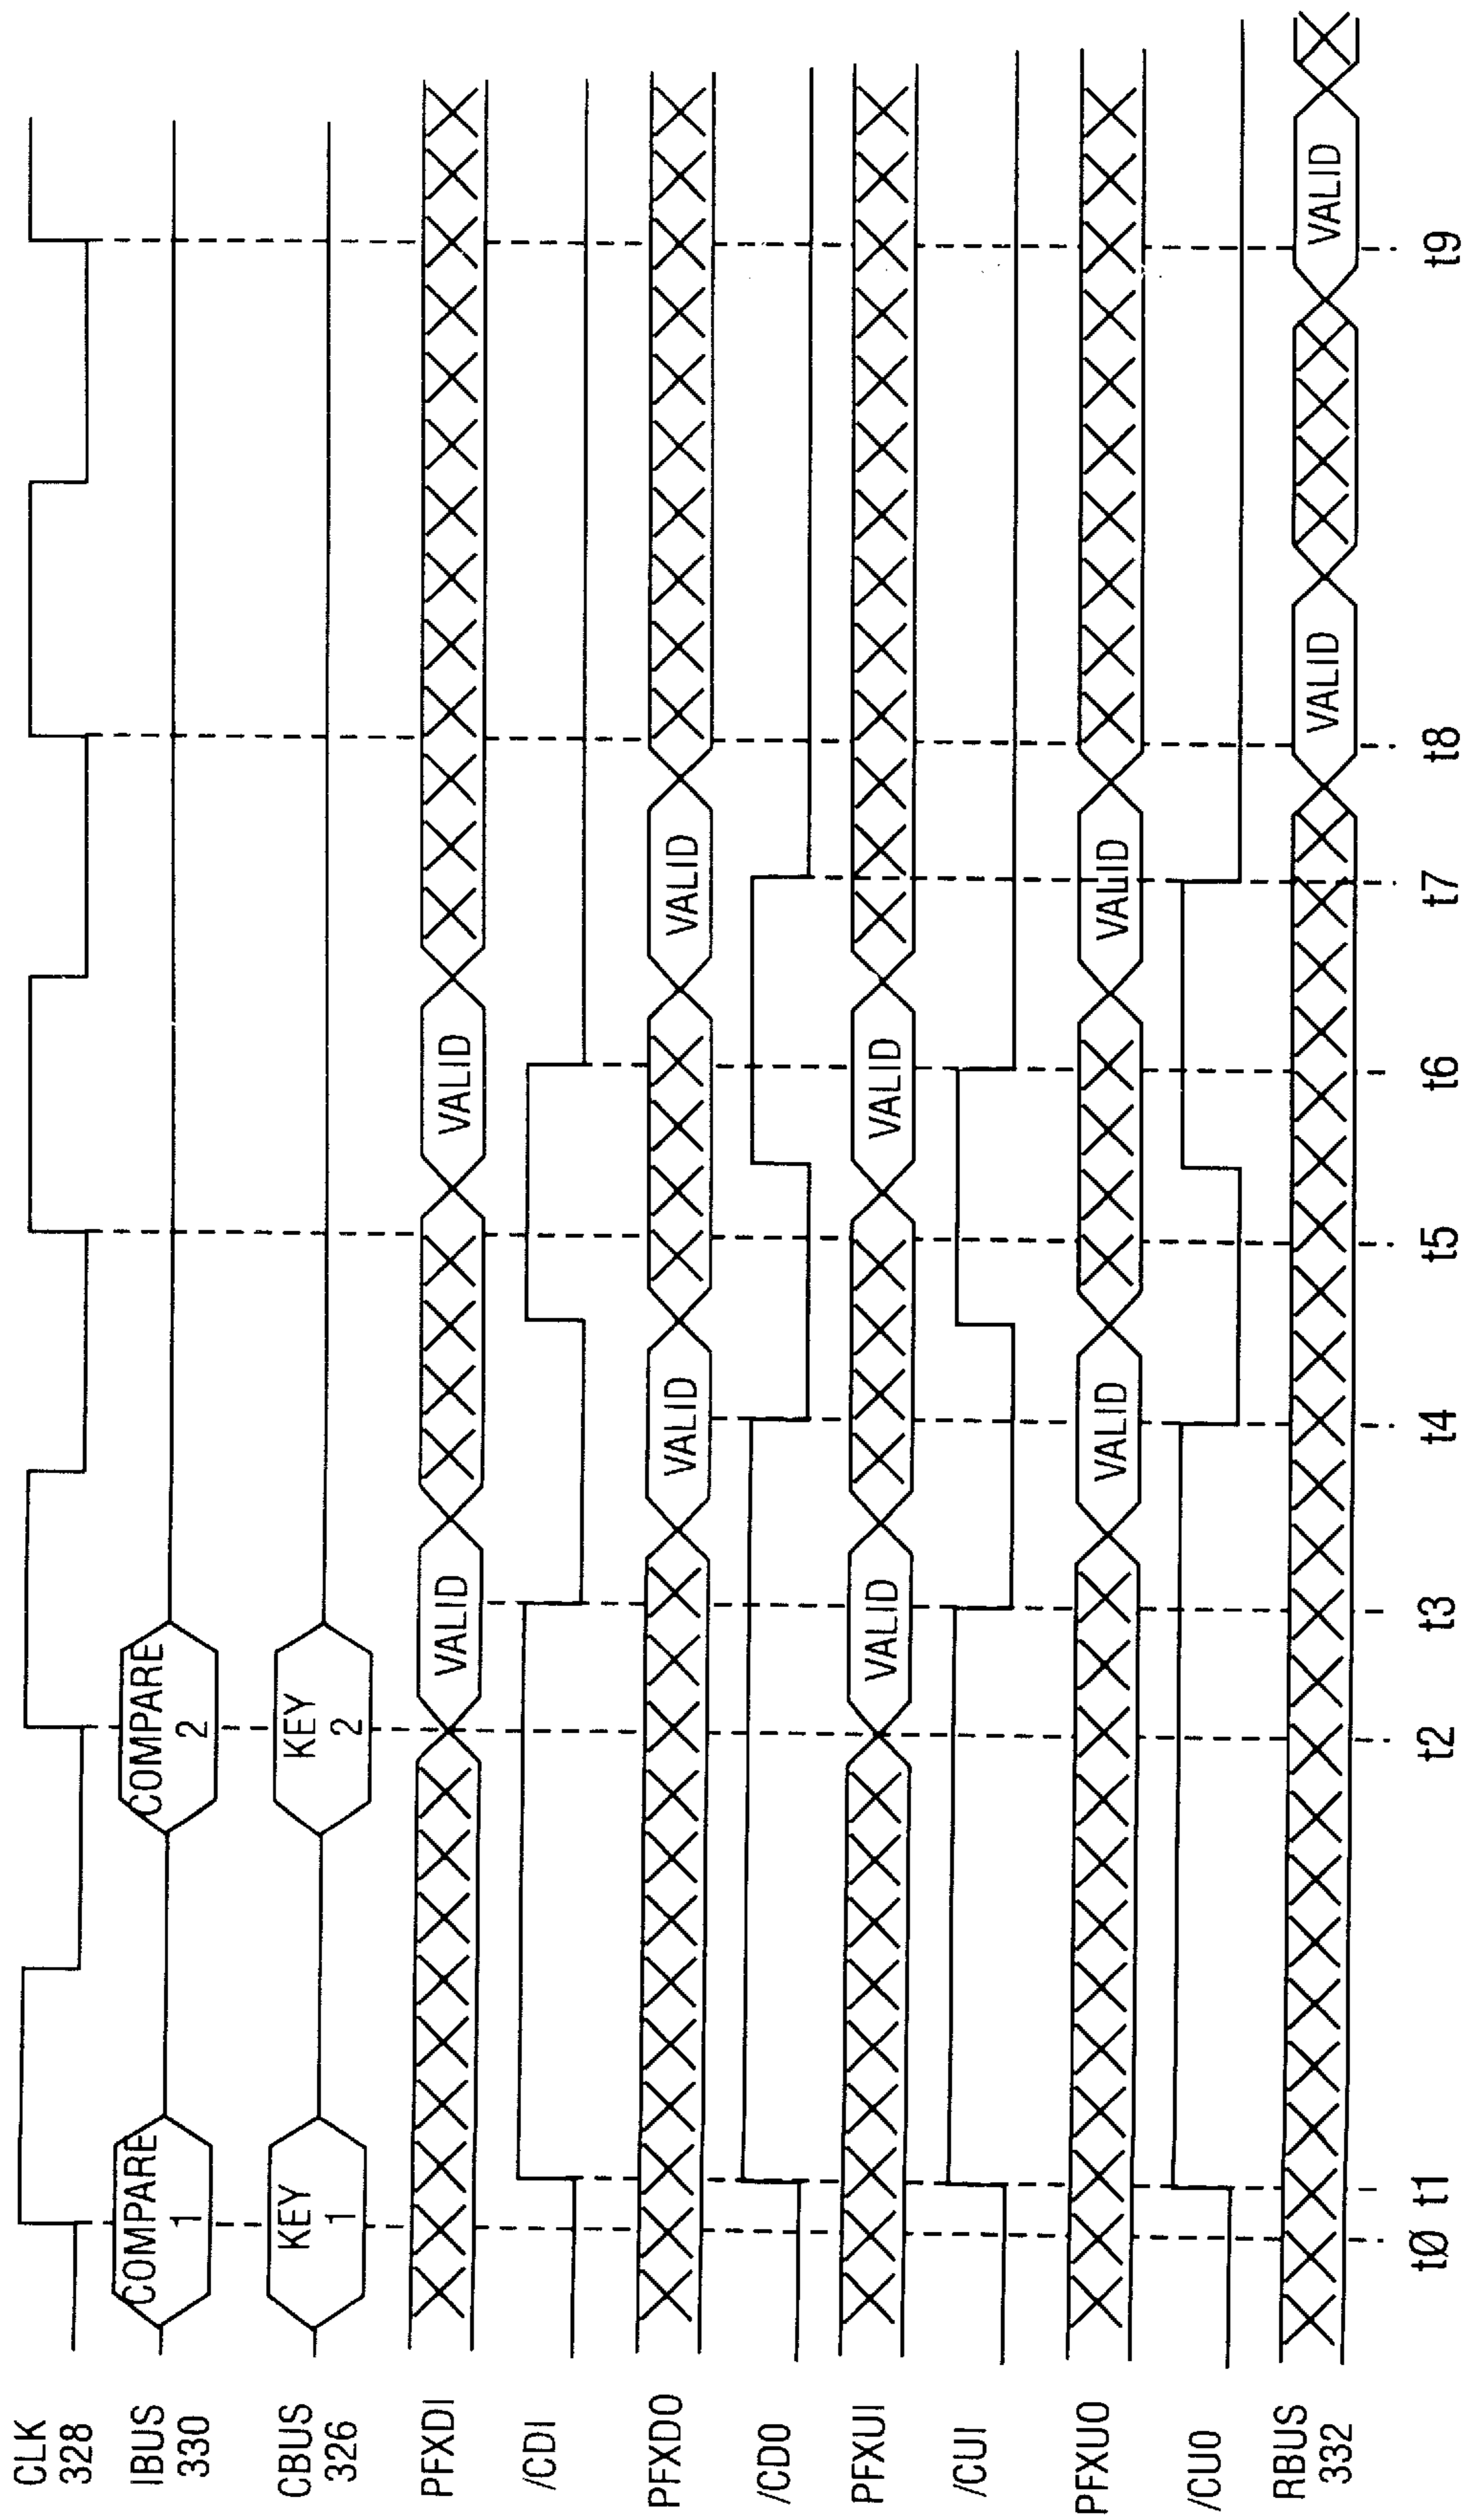 CLK
328
IBUS
330
COMPARE
1
COMPARE
2
CBUS
326
KEY
1
KEY
2
PFXDI
VALID
VALID
/CDI
PFXDO
VALID
VALID
/CDO
PFXUI
VALID
VALID
/CUI
PFXUO
VALID
VALID
/CUO
RBUS
332
VALID
VALID
tØ t1 t2 t3 t4 t5 t6 t7 t8 t9